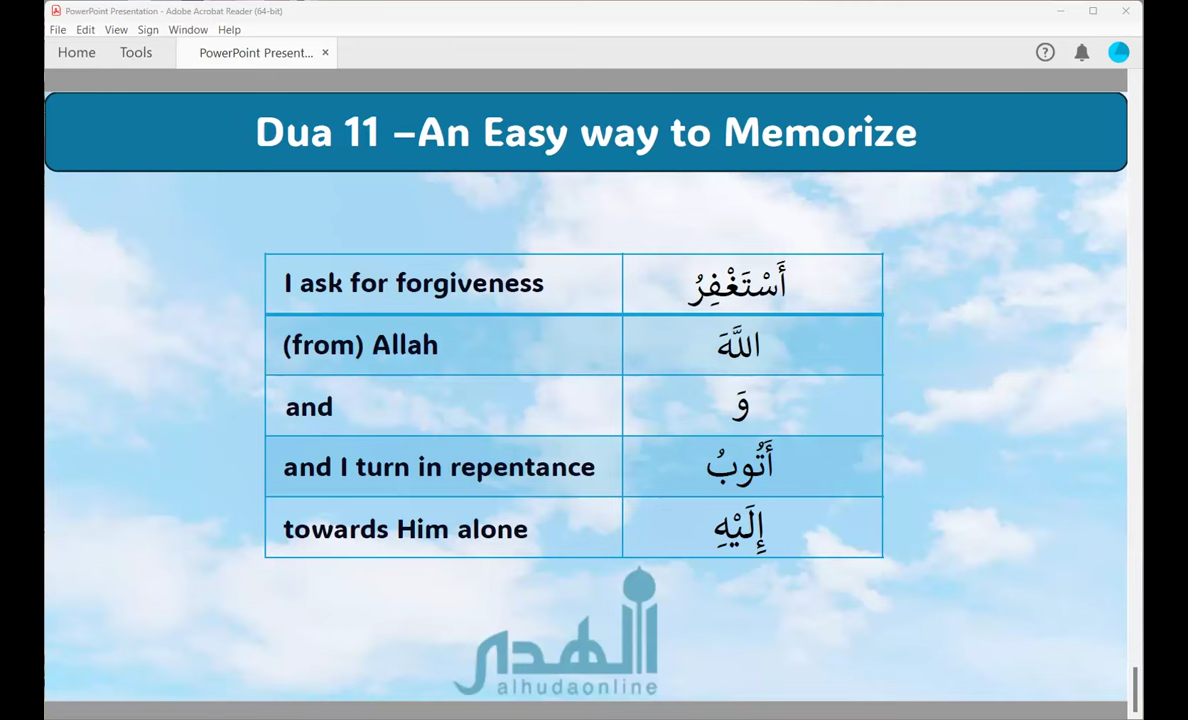 PowerPoint Presentation - Adobe Acrobat Reader (64-bit)
File Edit View Sign Window Help
Home Tools PowerPoint Present... ×
Dua 11 –An Easy way to Memorize
I ask for forgiveness أَسْتَغْفِرُ
(from) Allah اللَّهَ
and وَ
and I turn in repentance أَتُوبُ
towards Him alone إِلَيْهِ
الهدى
alhudaonline